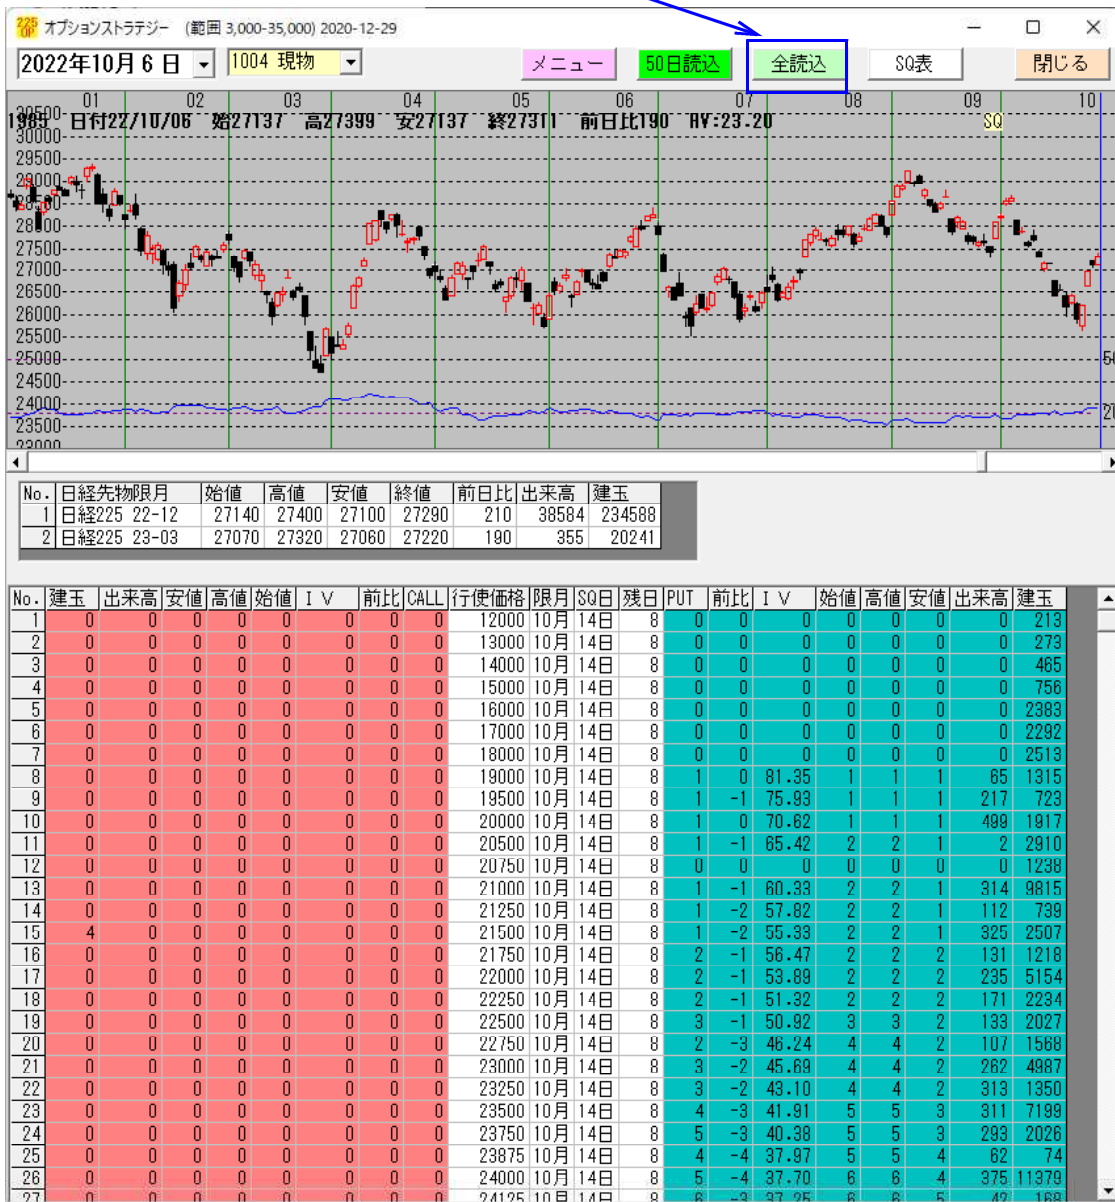 オプションストラテジー (範囲 3,000-35,000) 2020-12-29
2022年10月 6 日 1004 現物 メニュー 50日読込 全読込 SQ表 閉じる
01 02 03 04 05 06 07 08 09 10
日付22/10/06 始27137 高27399 安27137 終27311 前日比190 HV:23.20 SQ
30000
29500
29000
28500
28000
27500
27000
26500
26000
25500
25000
24500
24000
23500
23000
No. 日経先物限月 始値 高値 安値 終値 前日比 出来高 建玉
1 日経225 22-12 27140 27400 27100 27290 210 38584 234588
2 日経225 23-03 27070 27320 27060 27220 190 355 20241
No. 建玉 出来高 安値 高値 始値 IV 前比 CALL 行使価格 限月 SQ日 残日 PUT 前比 IV 始値 高値 安値 出来高 建玉
1 0 0 0 0 0 0 0 0 12000 10月 14日 8 0 0 0 0 0 0 0 213
2 0 0 0 0 0 0 0 0 13000 10月 14日 8 0 0 0 0 0 0 0 273
3 0 0 0 0 0 0 0 0 14000 10月 14日 8 0 0 0 0 0 0 0 465
4 0 0 0 0 0 0 0 0 15000 10月 14日 8 0 0 0 0 0 0 0 756
5 0 0 0 0 0 0 0 0 16000 10月 14日 8 0 0 0 0 0 0 0 2383
6 0 0 0 0 0 0 0 0 17000 10月 14日 8 0 0 0 0 0 0 0 2292
7 0 0 0 0 0 0 0 0 18000 10月 14日 8 0 0 0 0 0 0 0 2513
8 0 0 0 0 0 0 0 0 19000 10月 14日 8 1 0 81.35 1 1 1 65 1315
9 0 0 0 0 0 0 0 0 19500 10月 14日 8 1 -1 75.93 1 1 1 217 723
10 0 0 0 0 0 0 0 0 20000 10月 14日 8 1 0 70.62 1 1 1 499 1917
11 0 0 0 0 0 0 0 0 20500 10月 14日 8 1 -1 65.42 2 2 1 2 2910
12 0 0 0 0 0 0 0 0 20750 10月 14日 8 0 0 0 0 0 0 0 1238
13 0 0 0 0 0 0 0 0 21000 10月 14日 8 1 -1 60.33 2 2 1 314 9815
14 0 0 0 0 0 0 0 0 21250 10月 14日 8 1 -2 57.82 2 2 1 112 739
15 4 0 0 0 0 0 0 0 21500 10月 14日 8 1 -2 55.33 2 2 1 325 2507
16 0 0 0 0 0 0 0 0 21750 10月 14日 8 2 -1 56.47 2 2 2 131 1218
17 0 0 0 0 0 0 0 0 22000 10月 14日 8 2 -1 53.89 2 2 2 235 5154
18 0 0 0 0 0 0 0 0 22250 10月 14日 8 2 -1 51.32 2 2 2 171 2234
19 0 0 0 0 0 0 0 0 22500 10月 14日 8 3 -1 50.92 3 3 2 133 2027
20 0 0 0 0 0 0 0 0 22750 10月 14日 8 2 -3 46.24 4 4 2 107 1568
21 0 0 0 0 0 0 0 0 23000 10月 14日 8 3 -2 45.69 4 4 2 262 4987
22 0 0 0 0 0 0 0 0 23250 10月 14日 8 3 -2 43.10 4 4 2 313 1350
23 0 0 0 0 0 0 0 0 23500 10月 14日 8 4 -3 41.91 5 5 3 311 7199
24 0 0 0 0 0 0 0 0 23750 10月 14日 8 5 -3 40.38 5 5 3 293 2026
25 0 0 0 0 0 0 0 0 23875 10月 14日 8 4 -4 37.97 5 5 4 62 74
26 0 0 0 0 0 0 0 0 24000 10月 14日 8 5 -4 37.70 6 6 4 375 11379